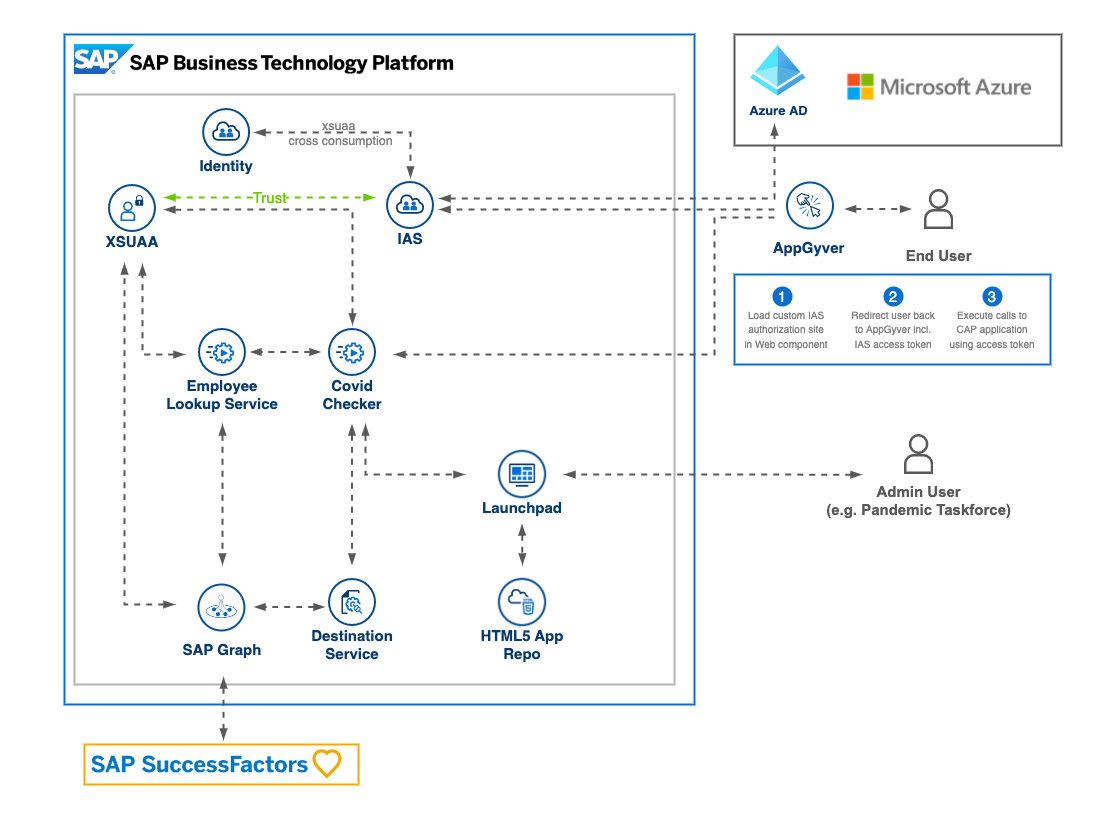 SAP
SAP Business Technology Platform
Azure AD
Microsoft Azure
xsuaa
cross consumption
Identity
Trust
XSUAA
IAS
AppGyver
End User
1
2
3
Load custom IAS
authorization site
in Web component
Redirect user back
to AppGyver incl.
IAS access token
Execute calls to
CAP application
using access token
Employee
Lookup Service
Covid
Checker
Launchpad
Admin User
(e.g. Pandemic Taskforce)
SAP Graph
Destination
Service
5
HTML5 App
Repo
SAP SuccessFactors